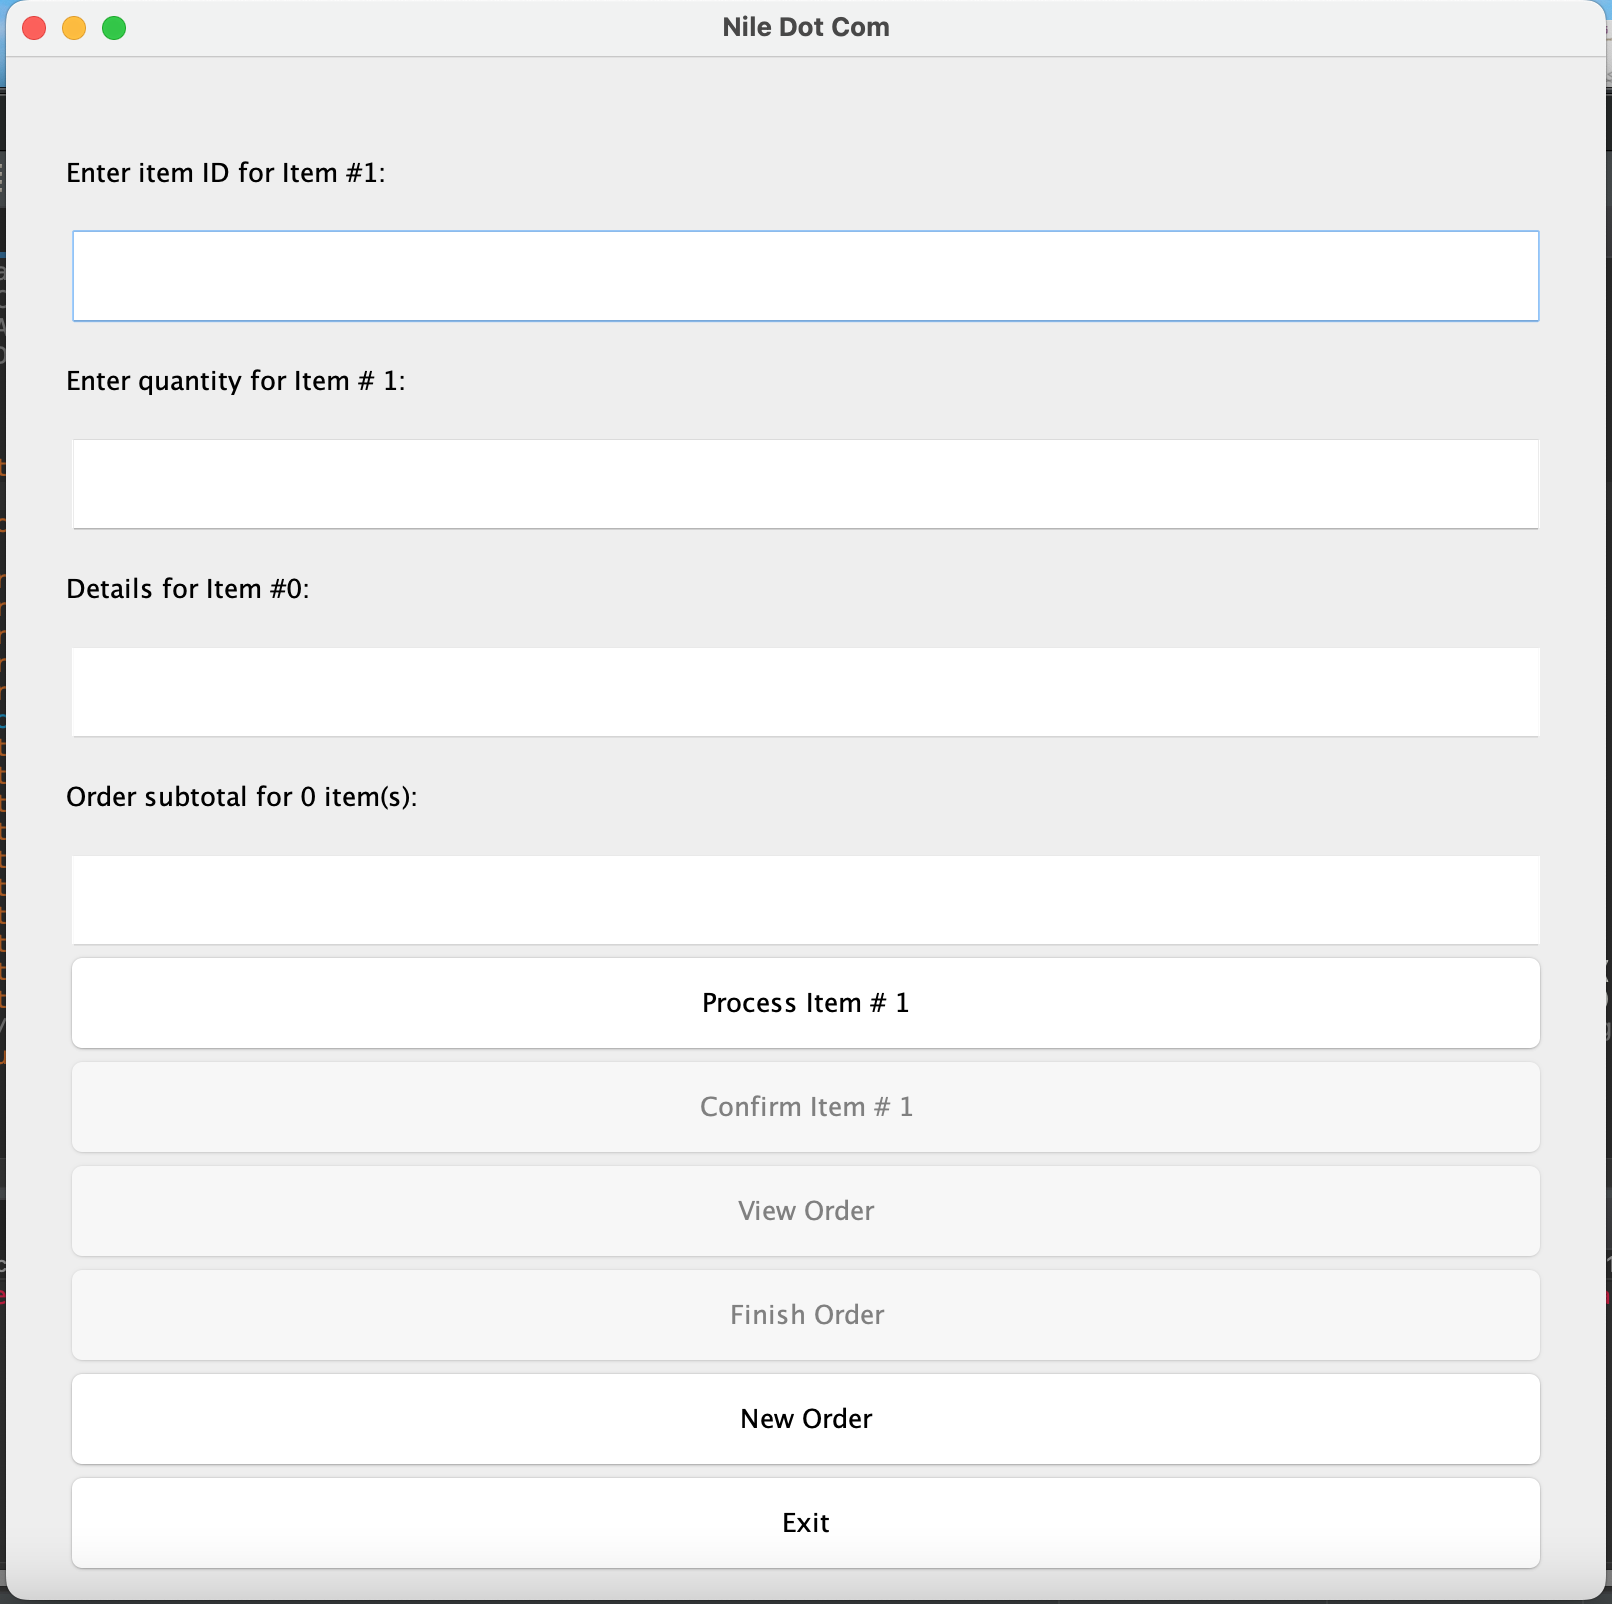 Nile Dot Com
Enter item ID for Item #1:
Enter quantity for Item # 1:
Details for Item #0:
Order subtotal for 0 item(s):
Process Item # 1
Confirm Item # 1
View Order
Finish Order
New Order
Exit